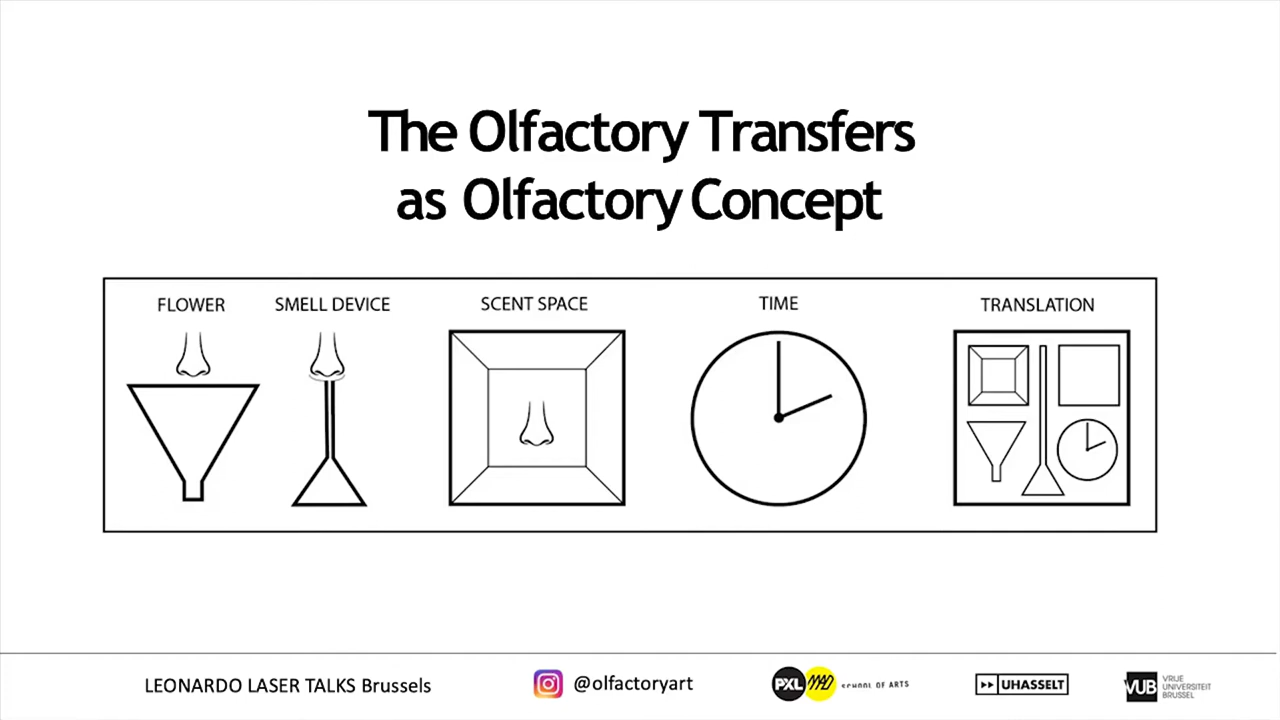 The Olfactory Transfers
as Olfactory Concept
FLOWER
SMELL DEVICE
SCENT SPACE
TIME
TRANSLATION
LEONARDO LASER TALKS Brussels
@olfactoryart
PXL MAD SCHOOL OF ARTS
UHASSELT
VUB
VRIJE
UNIVERSITEIT
BRUSSEL